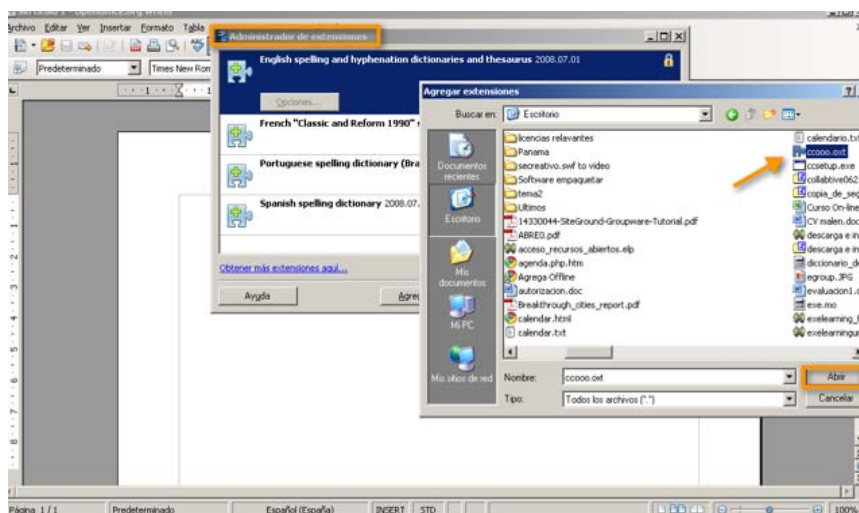 Archivo Editar Ver Insertar Formato Tabla
Predeterminado
Times New Rom
Administrador de extensiones
English spelling and hyphenation dictionaries and thesaurus 2008.07.01
Opciones...
French "Classic and Reform 1990"
Portuguese spelling dictionary (Bra
Spanish spelling dictionary 2008.07.
Obtener más extensiones aquí...
Ayuda
Agreg
Agregar extensiones
Buscar en:
Escritorio
Documentos recientes
Escritorio
Mis documentos
Mi PC
Mis sitios de red
licencias relavantes
Panama
secreativo.swf to video
Software empaquetar
tema2
Ultimos
14330044-SiteGround-Groupware-Tutorial.pdf
ABREO.pdf
acceso_recursos_abiertos.elp
agenda.php.htm
Agrega Offline
autorizacion.doc
Breakthrough_cities_report.pdf
calendar.html
calendar.txt
calendario.txt
ccooo.oxt
ccsetup.exe
collabtive062
copia_de_seg
Curso On-line
CV malen.doc
descarga e in
descarga e in
diccionario_de
egroup.JPG
evaluacion1.d
exe.mo
exelearning_
exelearningu
Nombre:
ccooo.oxt
Abrir
Tipo:
Todos los archivos (*.*)
Cancelar
Página 1 / 1
Predeterminado
Español (España)
INSERT
STD
100%